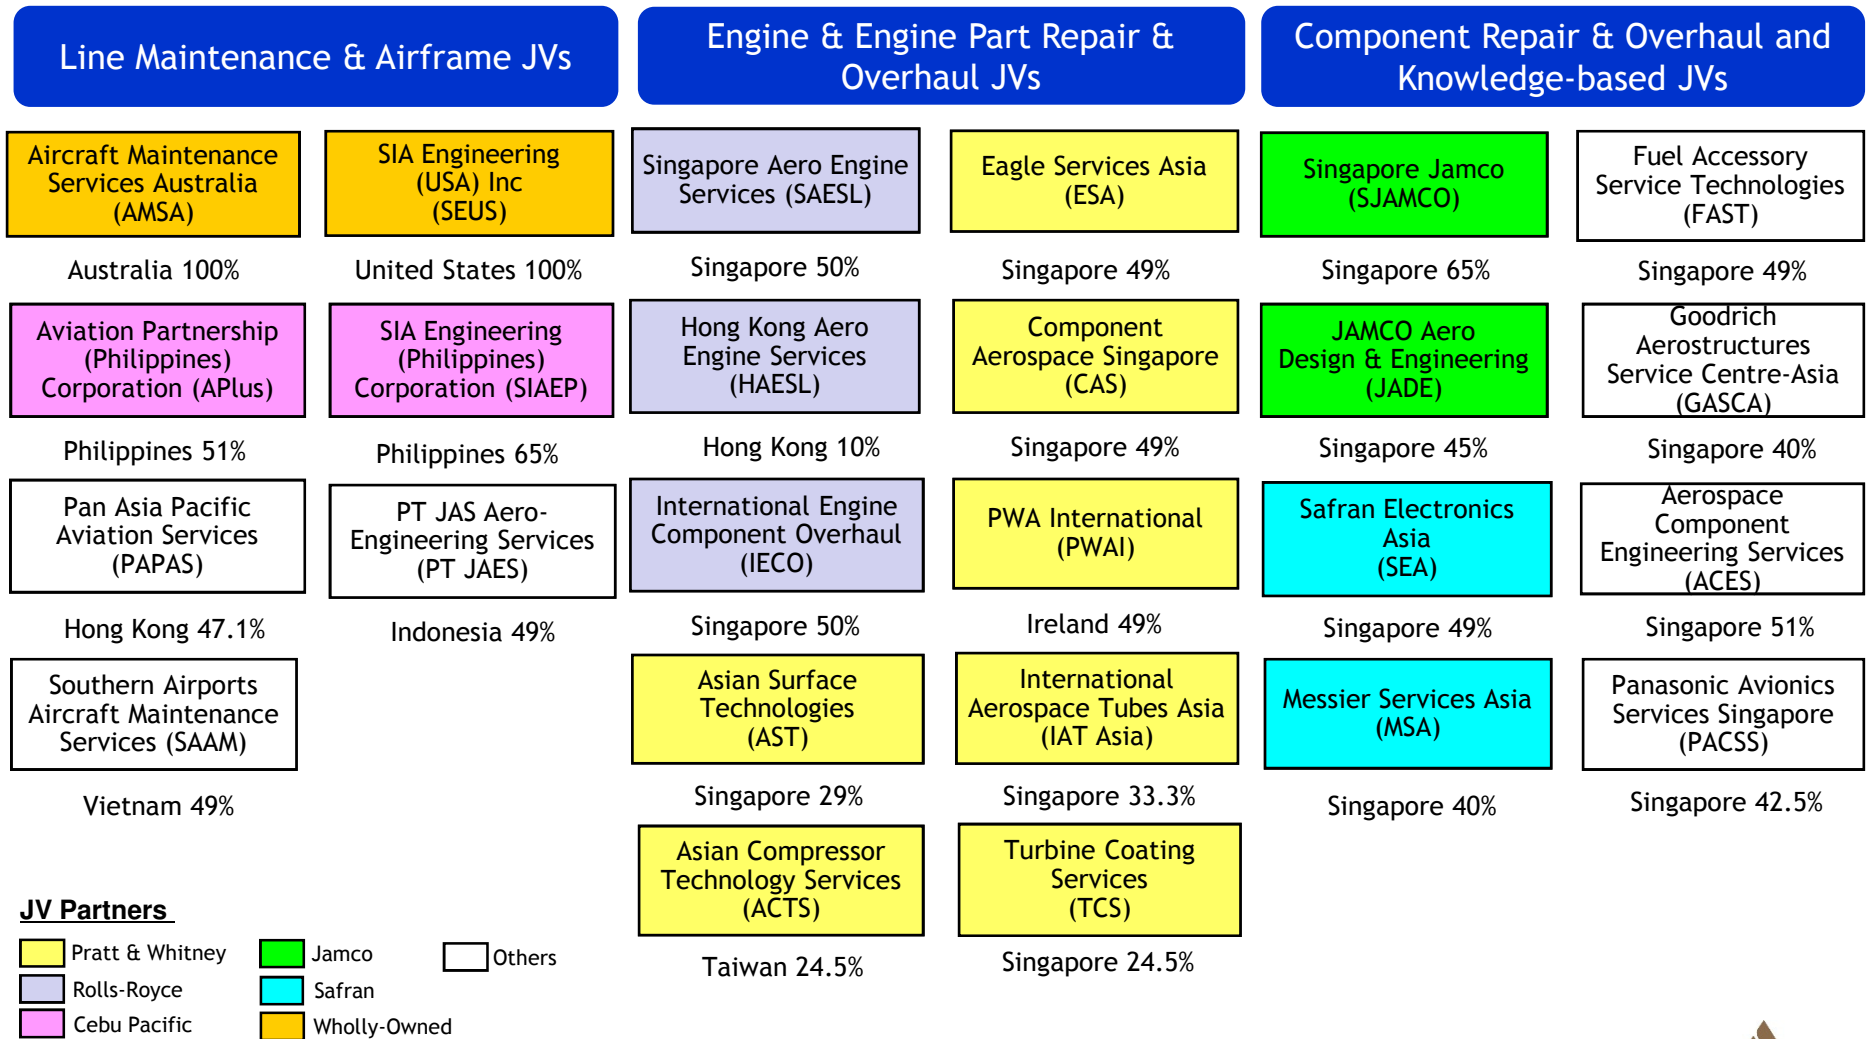 Line Maintenance & Airframe JVs
Aircraft Maintenance
Services Australia
(AMSA)
Australia 100%
SIA Engineering
(USA) Inc
(SEUS)
United States 100%
Aviation Partnership
(Philippines)
Corporation (APlus)
Philippines 51%
SIA Engineering
(Philippines)
Corporation (SIAEP)
Philippines 65%
Pan Asia Pacific
Aviation Services
(PAPAS)
Hong Kong 47.1%
PT JAS Aero-
Engineering Services
(PT JAES)
Indonesia 49%
Southern Airports
Aircraft Maintenance
Services (SAAM)
Vietnam 49%
Engine & Engine Part Repair &
Overhaul JVs
Singapore Aero Engine
Services (SAESL)
Singapore 50%
Eagle Services Asia
(ESA)
Singapore 49%
Hong Kong Aero
Engine Services
(HAESL)
Hong Kong 10%
Component
Aerospace Singapore
(CAS)
Singapore 49%
International Engine
Component Overhaul
(IECO)
Singapore 50%
PWA International
(PWAI)
Ireland 49%
Asian Surface
Technologies
(AST)
Singapore 29%
International
Aerospace Tubes Asia
(IAT Asia)
Singapore 33.3%
Asian Compressor
Technology Services
(ACTS)
Taiwan 24.5%
Turbine Coating
Services
(TCS)
Singapore 24.5%
Component Repair & Overhaul and
Knowledge-based JVs
Singapore Jamco
(SJAMCO)
Singapore 65%
Fuel Accessory
Service Technologies
(FAST)
Singapore 49%
JAMCO Aero
Design & Engineering
(JADE)
Singapore 45%
Goodrich
Aerostructures
Service Centre-Asia
(GASCA)
Singapore 40%
Safran Electronics
Asia
(SEA)
Singapore 49%
Aerospace
Component
Engineering Services
(ACES)
Singapore 51%
Messier Services Asia
(MSA)
Singapore 40%
Panasonic Avionics
Services Singapore
(PACSS)
Singapore 42.5%
JV Partners
Pratt & Whitney
Jamco
Others
Rolls-Royce
Safran
Cebu Pacific
Wholly-Owned